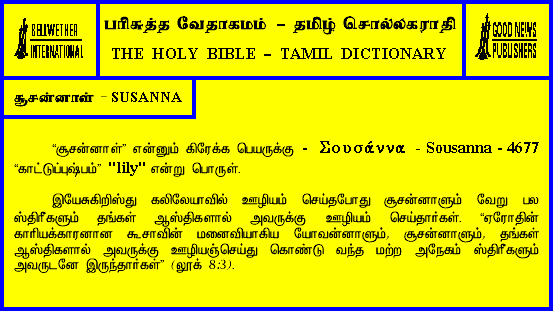 BELLWETHER
INTERNATIONAL
பரிசுத்த வேதாகமம் – தமிழ் சொல்லகராதி
THE HOLY BIBLE – TAMIL DICTIONARY
GOOD NEWS
PUBLISHERS
சூசன்னாள் – SUSANNA
“சூசன்னாள்” என்னும் கிரேக்க பெயருக்கு - Σουσάννα - Sousanna - 4677
“காட்டுப்புஷ்பம்” "lily" என்று பொருள்.
இயேசுகிறிஸ்து கலிலேயாவில் ஊழியம் செய்தபோது சூசன்னாளும் வேறு பல
ஸ்திரீகளும் தங்கள் ஆஸ்திகளால் அவருக்கு ஊழியம் செய்தார்கள். “ஏரோதின்
காரியக்காரனான கூசாவின் மனைவியாகிய யோவன்னாளும், சூசன்னாளும், தங்கள்
ஆஸ்திகளால் அவருக்கு ஊழியஞ்செய்து கொண்டு வந்த மற்ற அநேகம் ஸ்திரீகளும்
அவருடனே இருந்தார்கள்” (லூக் 8:3).